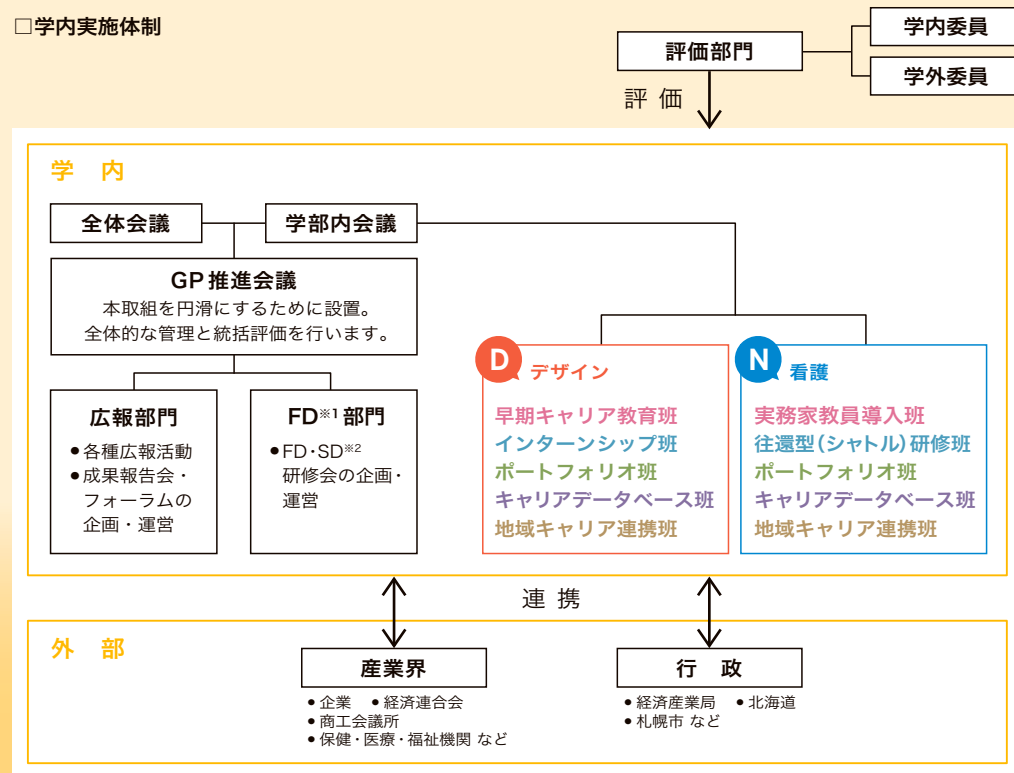 □学内実施体制
評価部門
学内委員
学外委員
評 価
学 内
全体会議
学部内会議
GP推進会議
本取組を円滑にするために設置。
全体的な管理と統括評価を行います。
広報部門
●各種広報活動
●成果報告会・
フォーラムの
企画・運営
FD※1部門
●FD・SD※2
研修会の企画・
運営
D デザイン
早期キャリア教育班
インターンシップ班
ポートフォリオ班
キャリアデータベース班
地域キャリア連携班
N 看護
実務家教員導入班
往還型(シャトル)研修班
ポートフォリオ班
キャリアデータベース班
地域キャリア連携班
連 携
外 部
産業界
●企業 ●経済連合会
●商工会議所
●保健・医療・福祉機関 など
行 政
●経済産業局 ●北海道
●札幌市 など